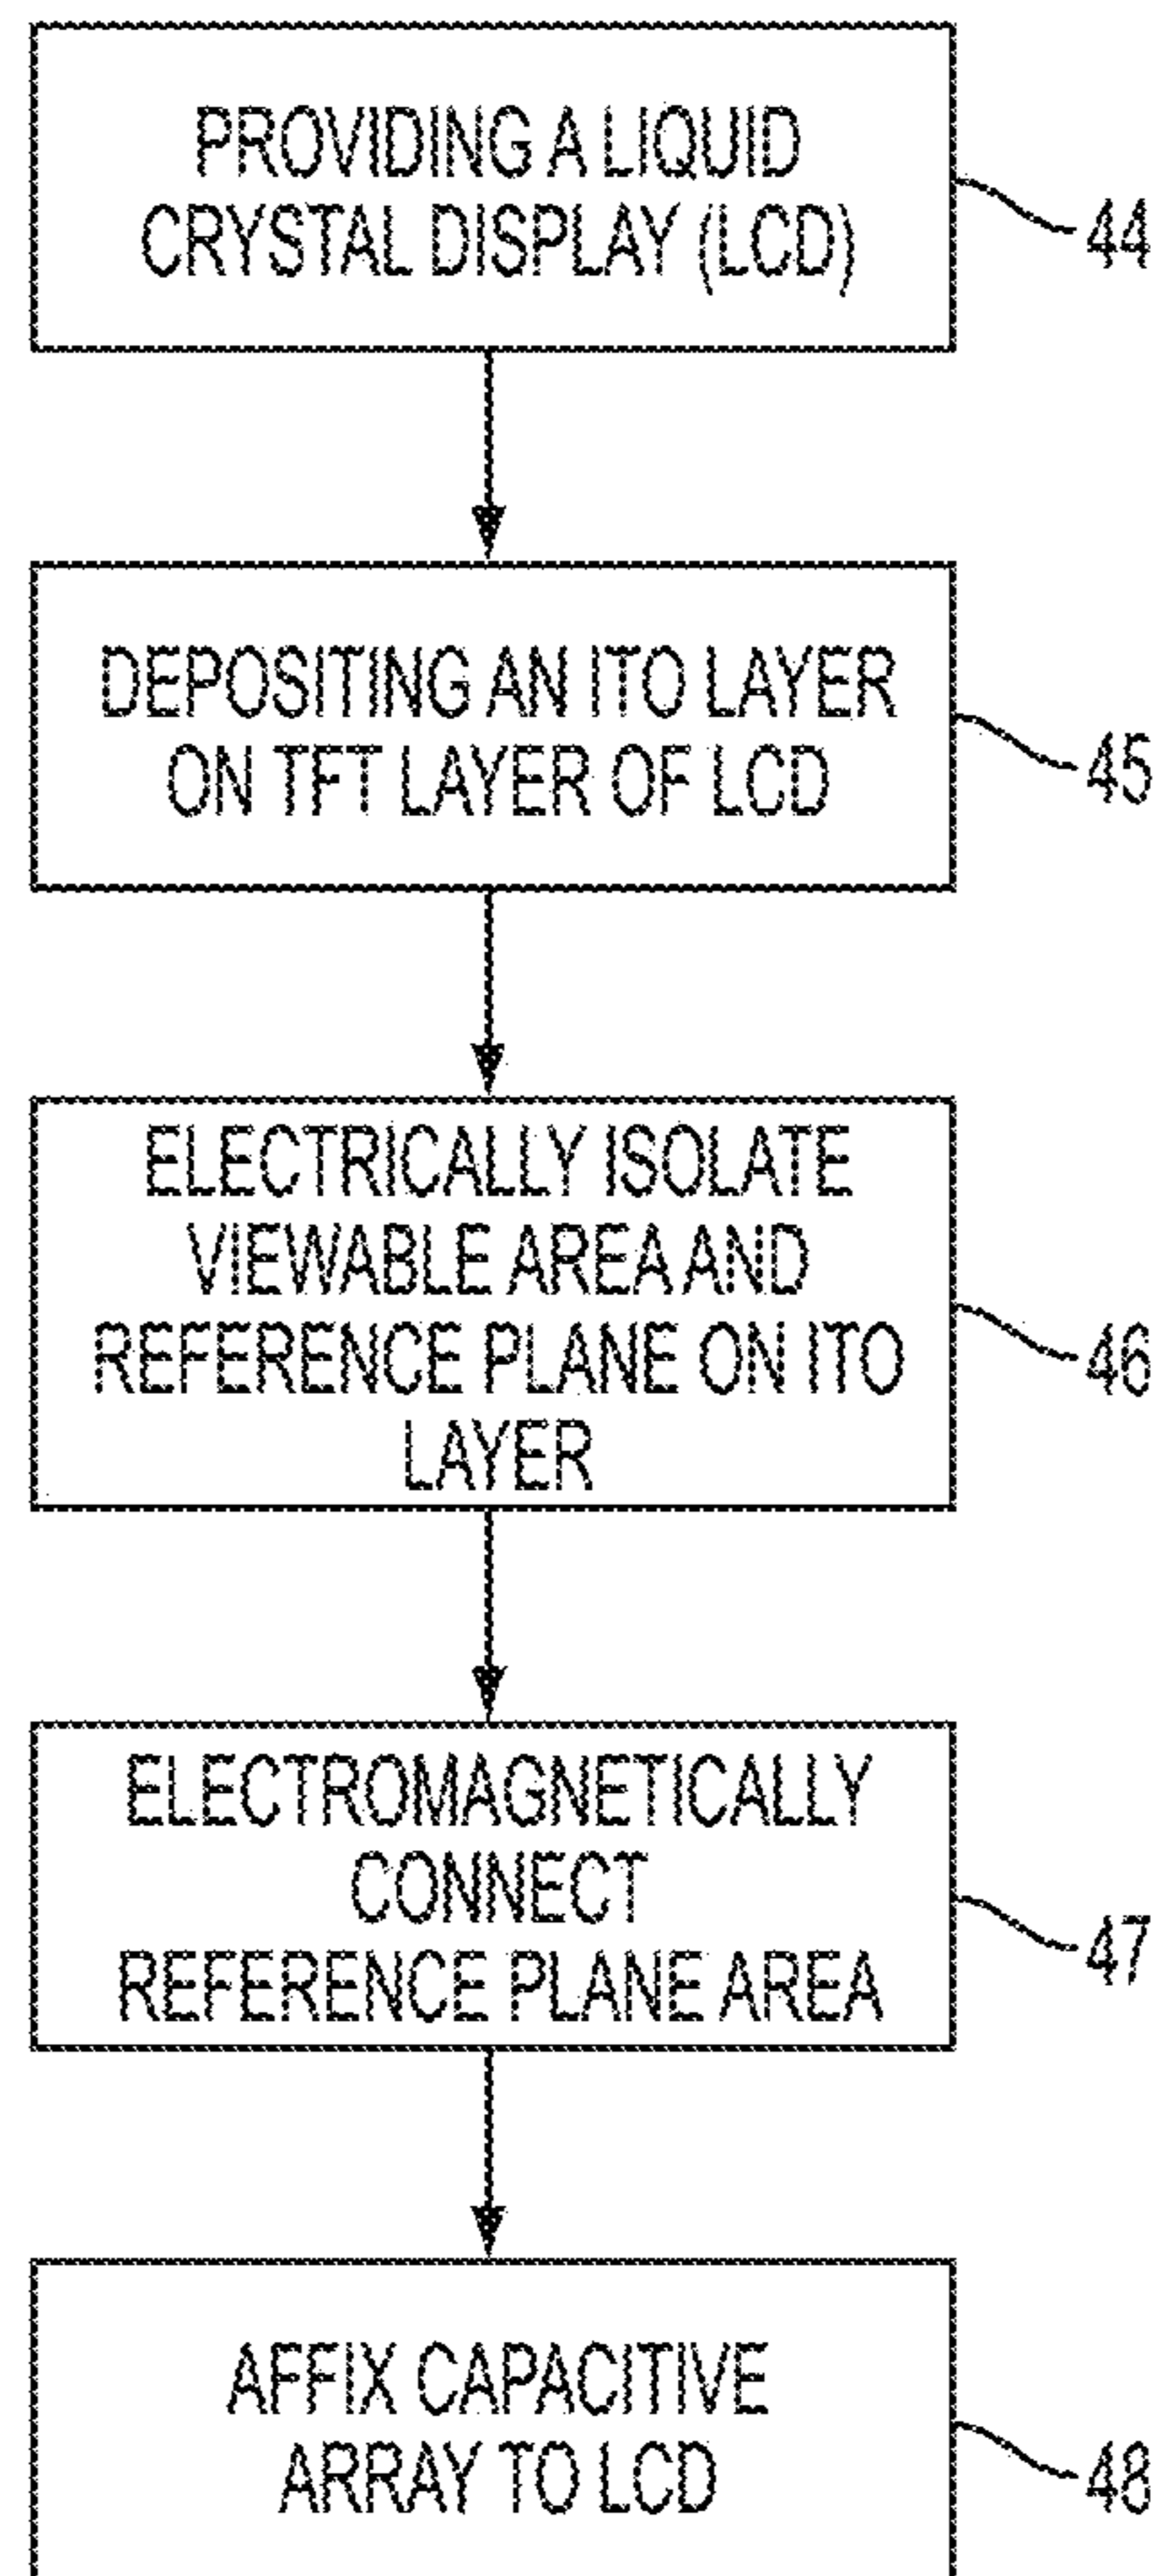 PROVIDING A LIQUID
CRYSTAL DISPLAY (LCD)
44
DEPOSITING AN ITO LAYER
ON TFT LAYER OF LCD
45
ELECTRICALLY ISOLATE
VIEWABLE AREA AND
REFERENCE PLANE ON ITO
LAYER
46
ELECTROMAGNETICALLY
CONNECT
REFERENCE PLANE AREA
47
AFFIX CAPACITIVE
ARRAY TO LCD
48